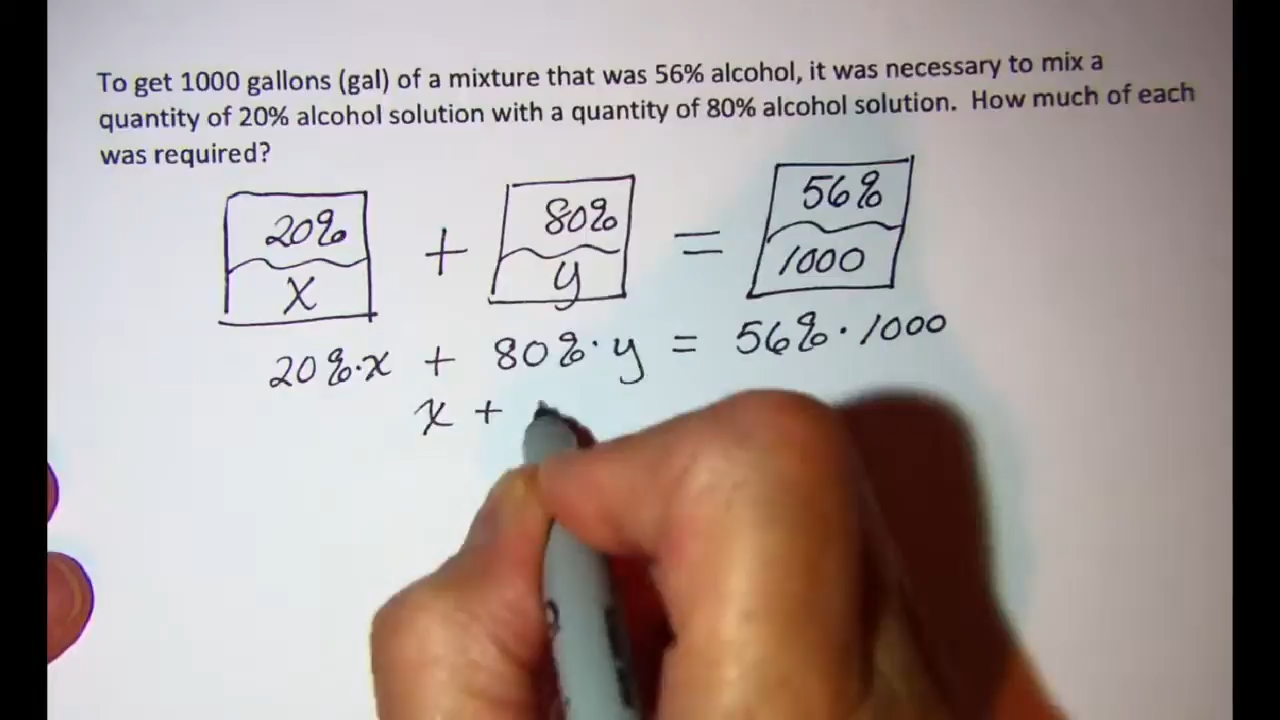 To get 1000 gallons (gal) of a mixture that was 56% alcohol, it was necessary to mix a
quantity of 20% alcohol solution with a quantity of 80% alcohol solution. How much of each
was required?
20% + 80% = 56%
x y 1000
20%·x + 80%·y = 56%·1000
x +